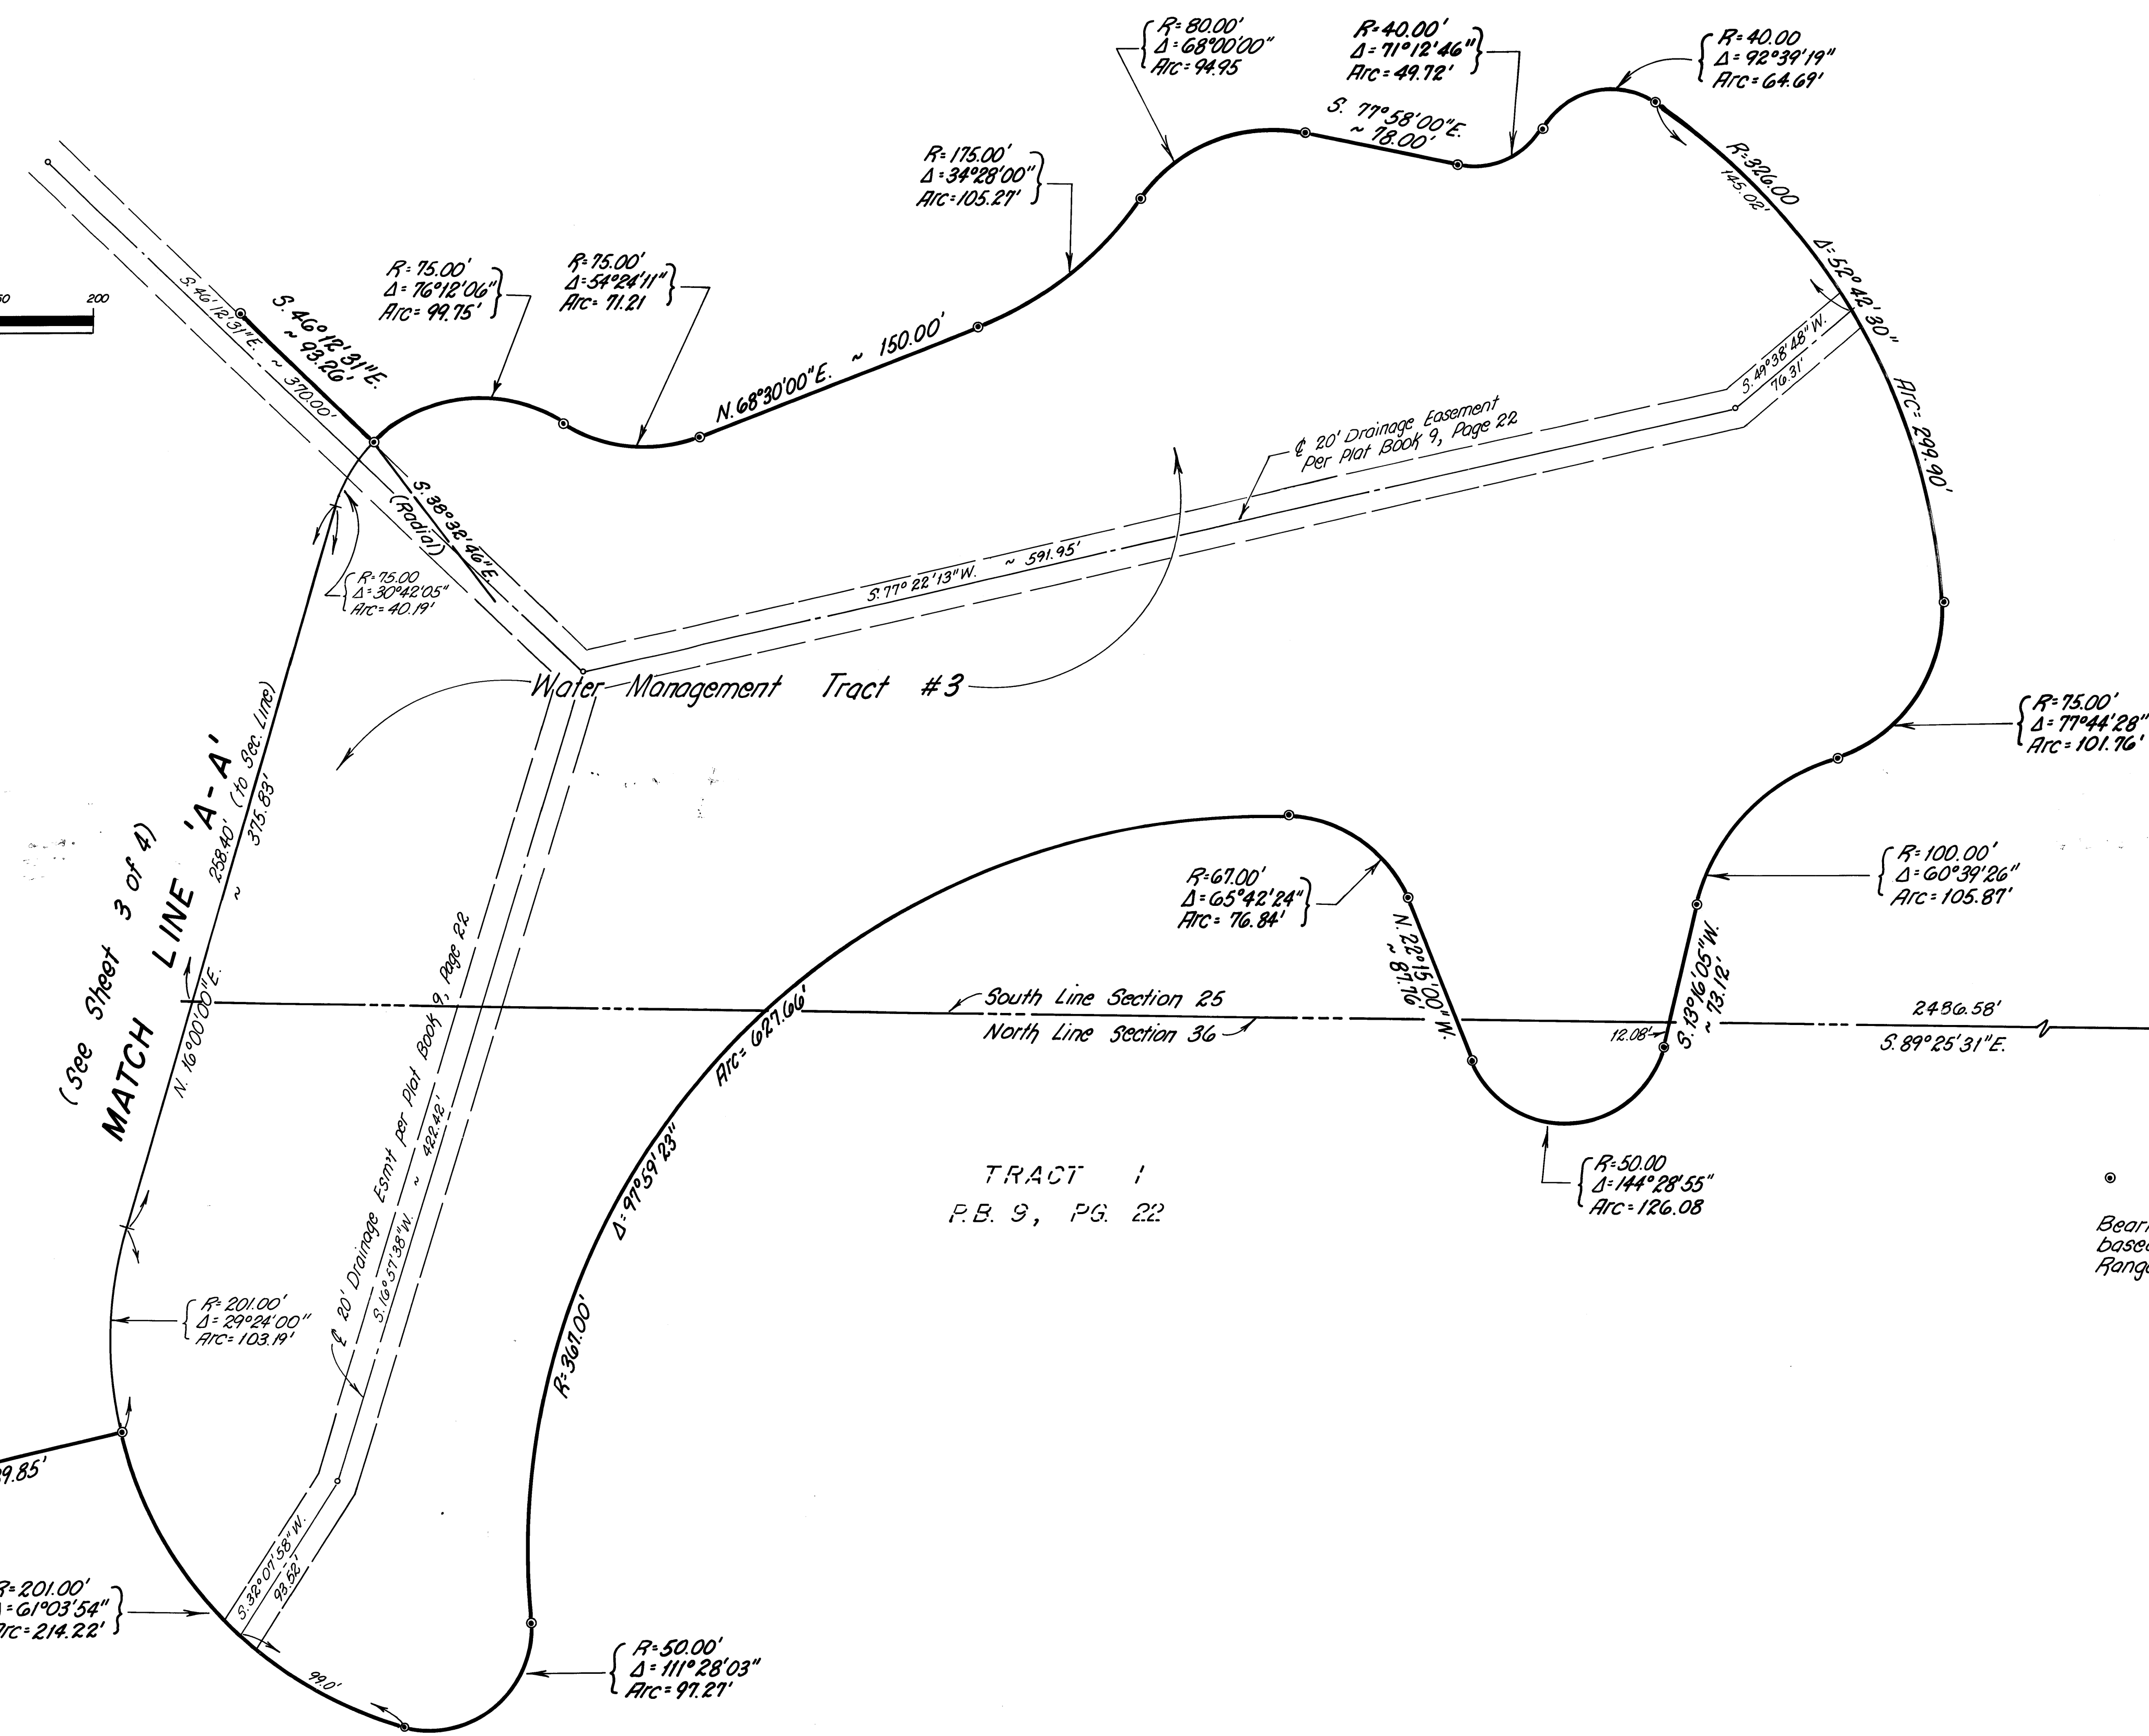 R=80.00'
Δ=68°00'00"
Arc=94.95
R=40.00'
Δ=71°12'46"
Arc=49.72'
R=40.00
Δ=92°39'19"
Arc=64.69'
S. 77°58'00"E.
~ 78.00'
R=175.00'
Δ=34°28'00"
Arc=105.27'
R=326.00
145.02'
Δ=52°42'30"
Arc=299.90'
R=75.00'
Δ=76°12'06"
Arc=99.75'
R=75.00'
Δ=54°24'11"
Arc=71.21
200
S. 46°12'31"E.
~ 93.26'
S. 46°12'31"E. ~ 370.00'
N. 68°30'00"E. ~ 150.00'
S. 49°38'48"W.
76.31'
₵ 20' Drainage Easement
per Plat Book 9, Page 22
S. 38°32'46"E.
(Radial)
S. 77°22'13"W. ~ 591.95'
R=75.00
Δ=30°42'05"
Arc=40.19'
Water Management Tract #3
R=75.00'
Δ=77°44'28"
Arc=101.76'
(See Sheet 3 of 4)
MATCH LINE 'A-A'
258.40' (to Sec. Line)
N. 16°00'00"E. ~ 375.83'
R=67.00'
Δ=65°42'24"
Arc=76.84'
R=100.00'
Δ=60°39'26"
Arc=105.87'
N. 22°15'00"W.
~ 87.76'
S. 13°16'05"W.
~ 73.12'
12.08'
South Line Section 25
North Line Section 36
2486.58'
S. 89°25'31"E.
₵ 20' Drainage Esm't per Plat Book 9, Page 22
S. 16°57'38"W. ~ 422.42'
R=367.00'
Δ=97°59'23"
Arc=627.66'
TRACT 1
P.B. 9, PG. 22
R=50.00
Δ=144°28'55"
Arc=126.08
R=201.00'
Δ=29°24'00"
Arc=103.19'
9.85'
S. 32°07'58"W.
93.52'
R=201.00'
Δ=61°03'54"
Arc=214.22'
99.0'
R=50.00'
Δ=111°28'03"
Arc=97.27'